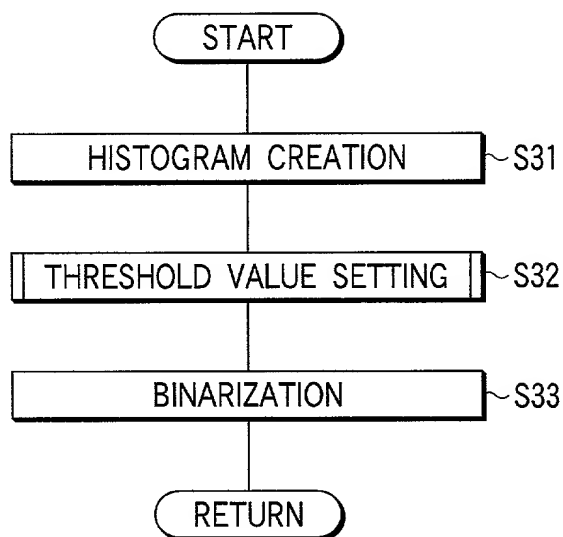 START
HISTOGRAM CREATION S31
THRESHOLD VALUE SETTING S32
BINARIZATION S33
RETURN